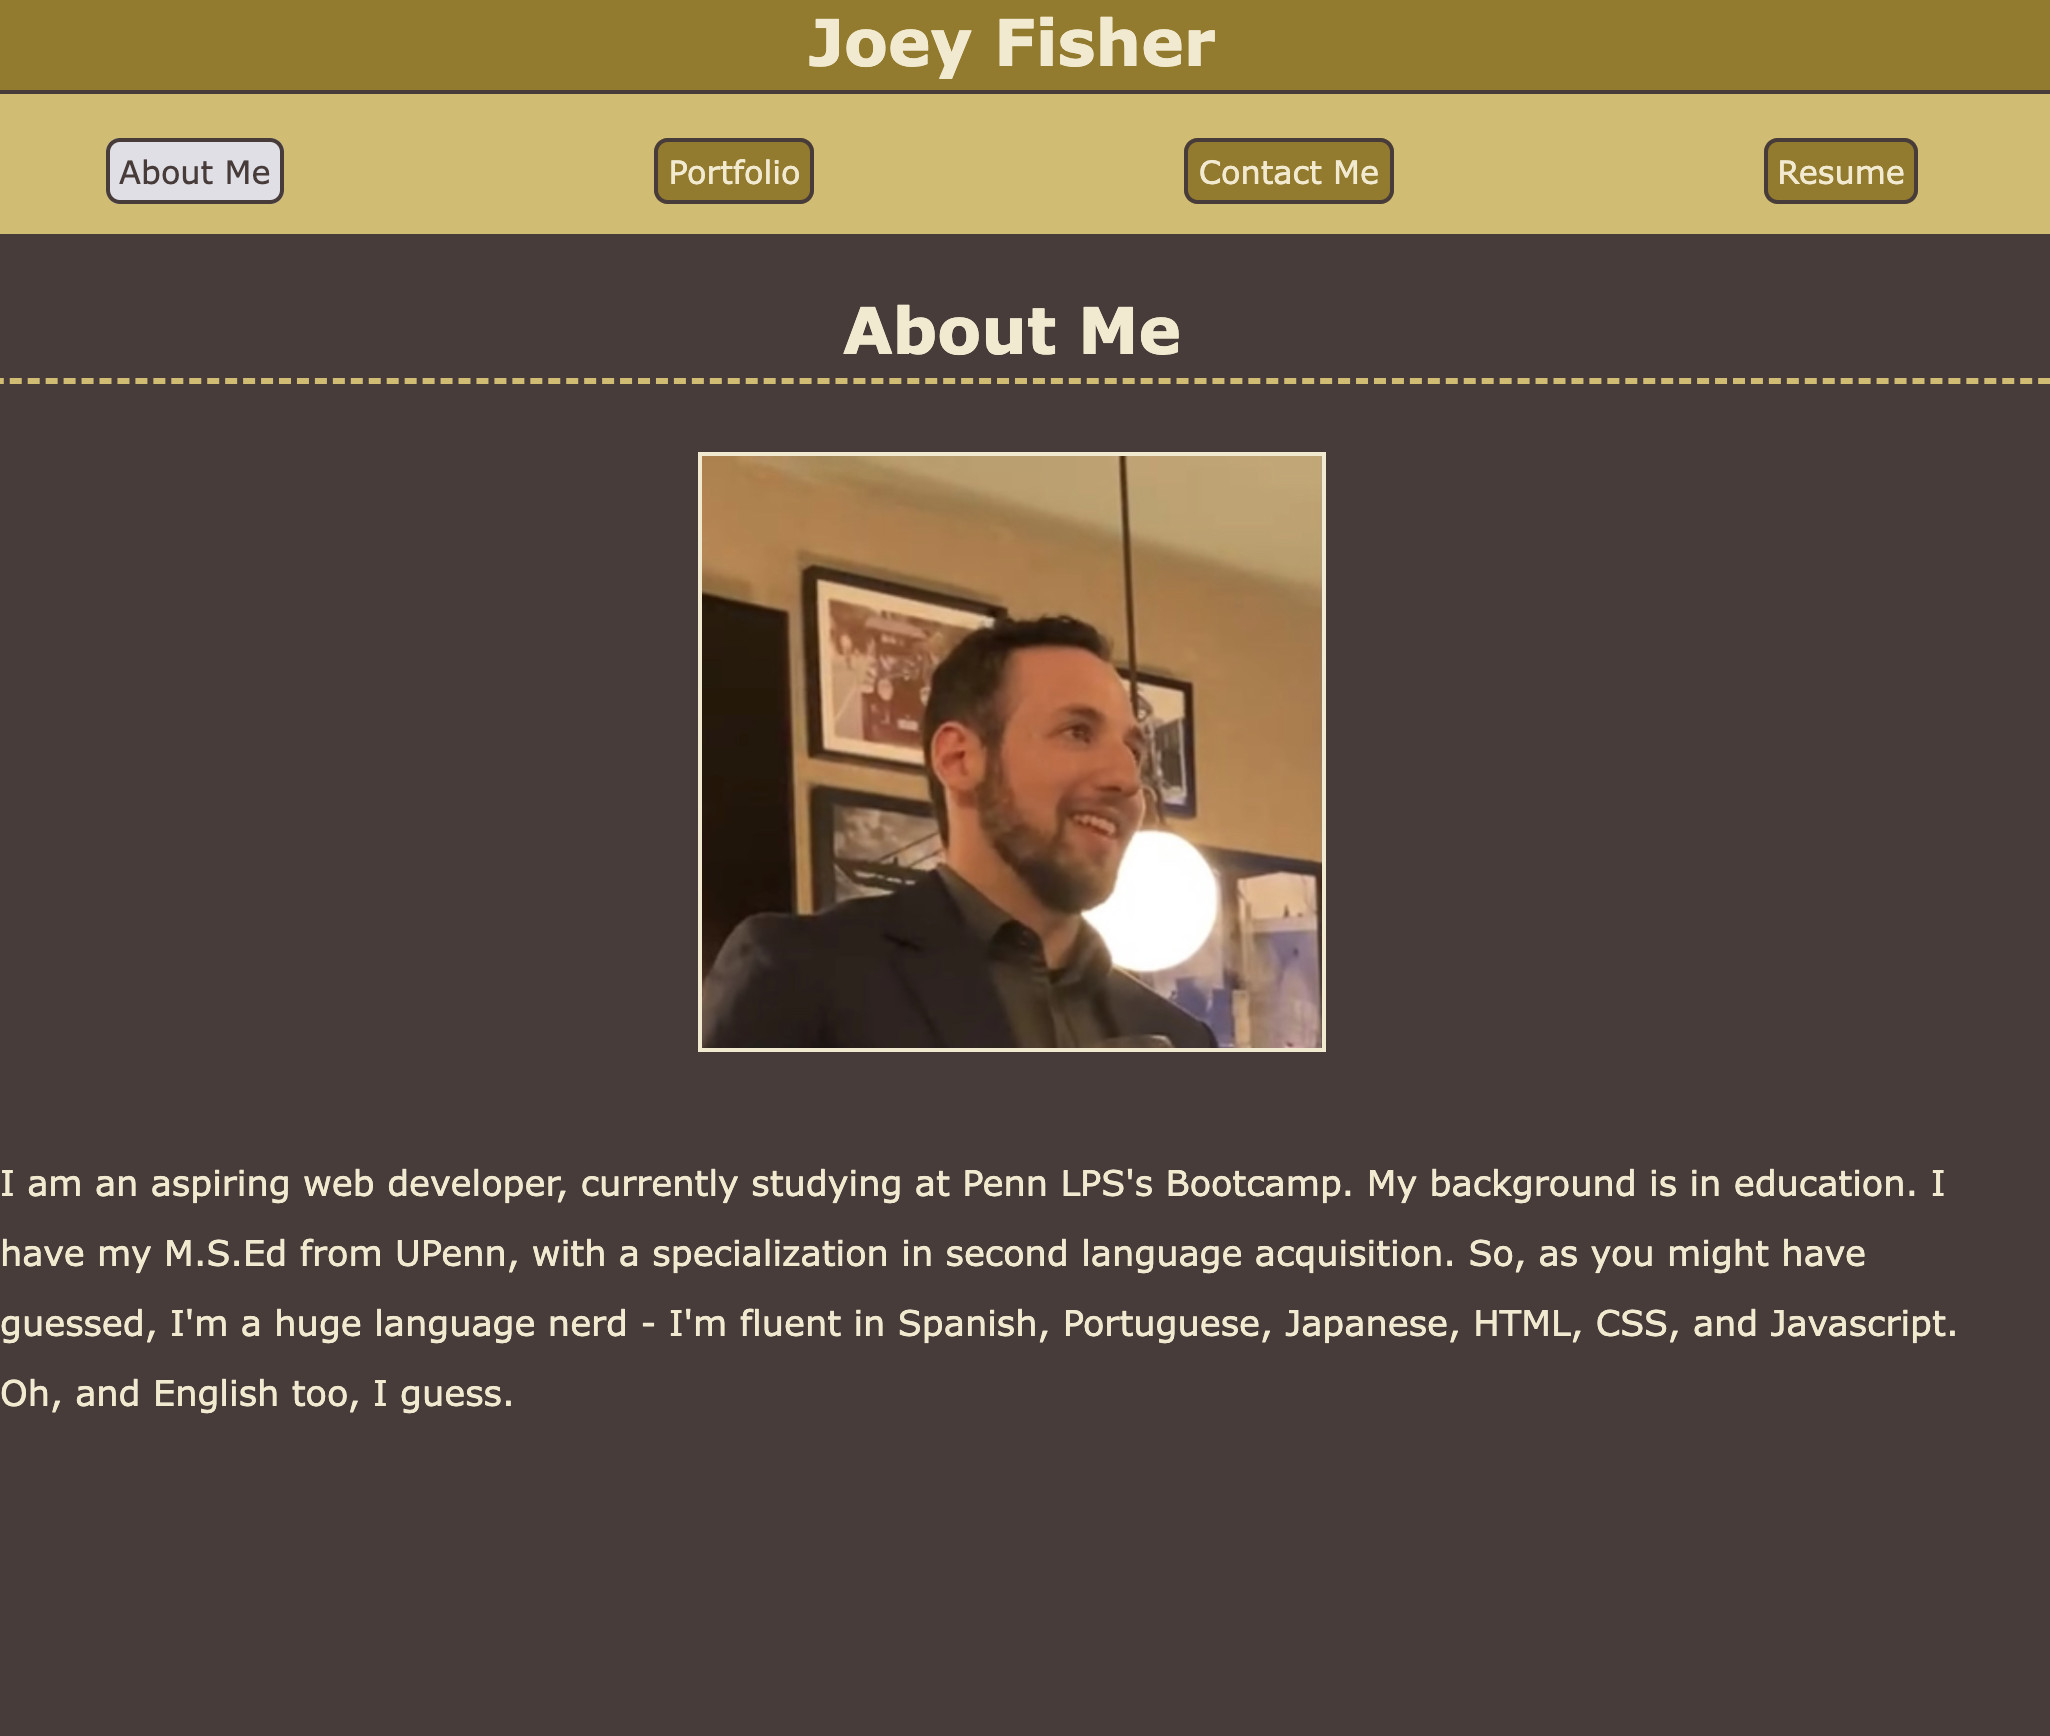 Joey Fisher
About Me
Portfolio
Contact Me
Resume
About Me
I am an aspiring web developer, currently studying at Penn LPS's Bootcamp. My background is in education. I
have my M.S.Ed from UPenn, with a specialization in second language acquisition. So, as you might have
guessed, I'm a huge language nerd - I'm fluent in Spanish, Portuguese, Japanese, HTML, CSS, and Javascript.
Oh, and English too, I guess.